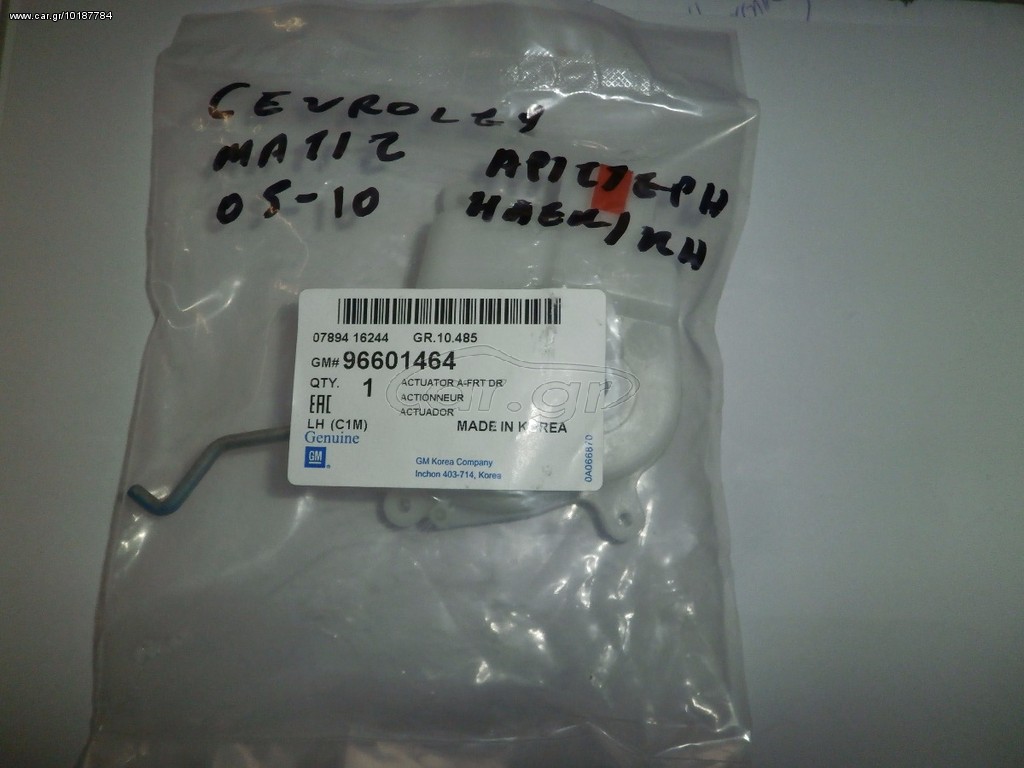 www.car.gr/10187784
CEVROLEY
MATIZ
05-10
ΑΡΙΣΤΕΡΗ
ΗΛΕΚΙΚΗ
07894 16244 GR.10.485
GM# 96601464
QTY. 1 ACTUATOR A-FRT DR
ACTIONNEUR
EAC
ACTUADOR
LH (C1M) MADE IN KOREA
Genuine
GM
GM Korea Company
Inchon 403-714, Korea
0A066870
car.gr